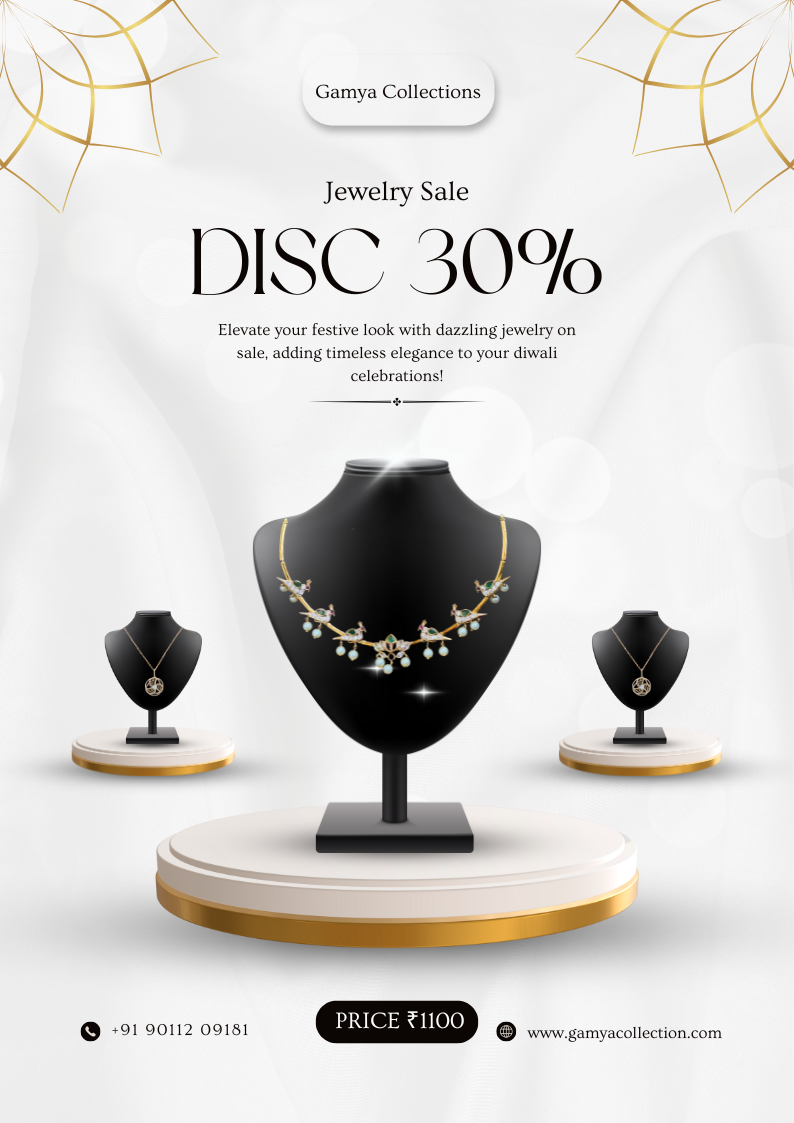 Gamya Collections
Jewelry Sale
DISC 30%
Elevate your festive look with dazzling jewelry on
sale, adding timeless elegance to your diwali
celebrations!
+91 90112 09181
PRICE ₹1100
www.gamyacollection.com